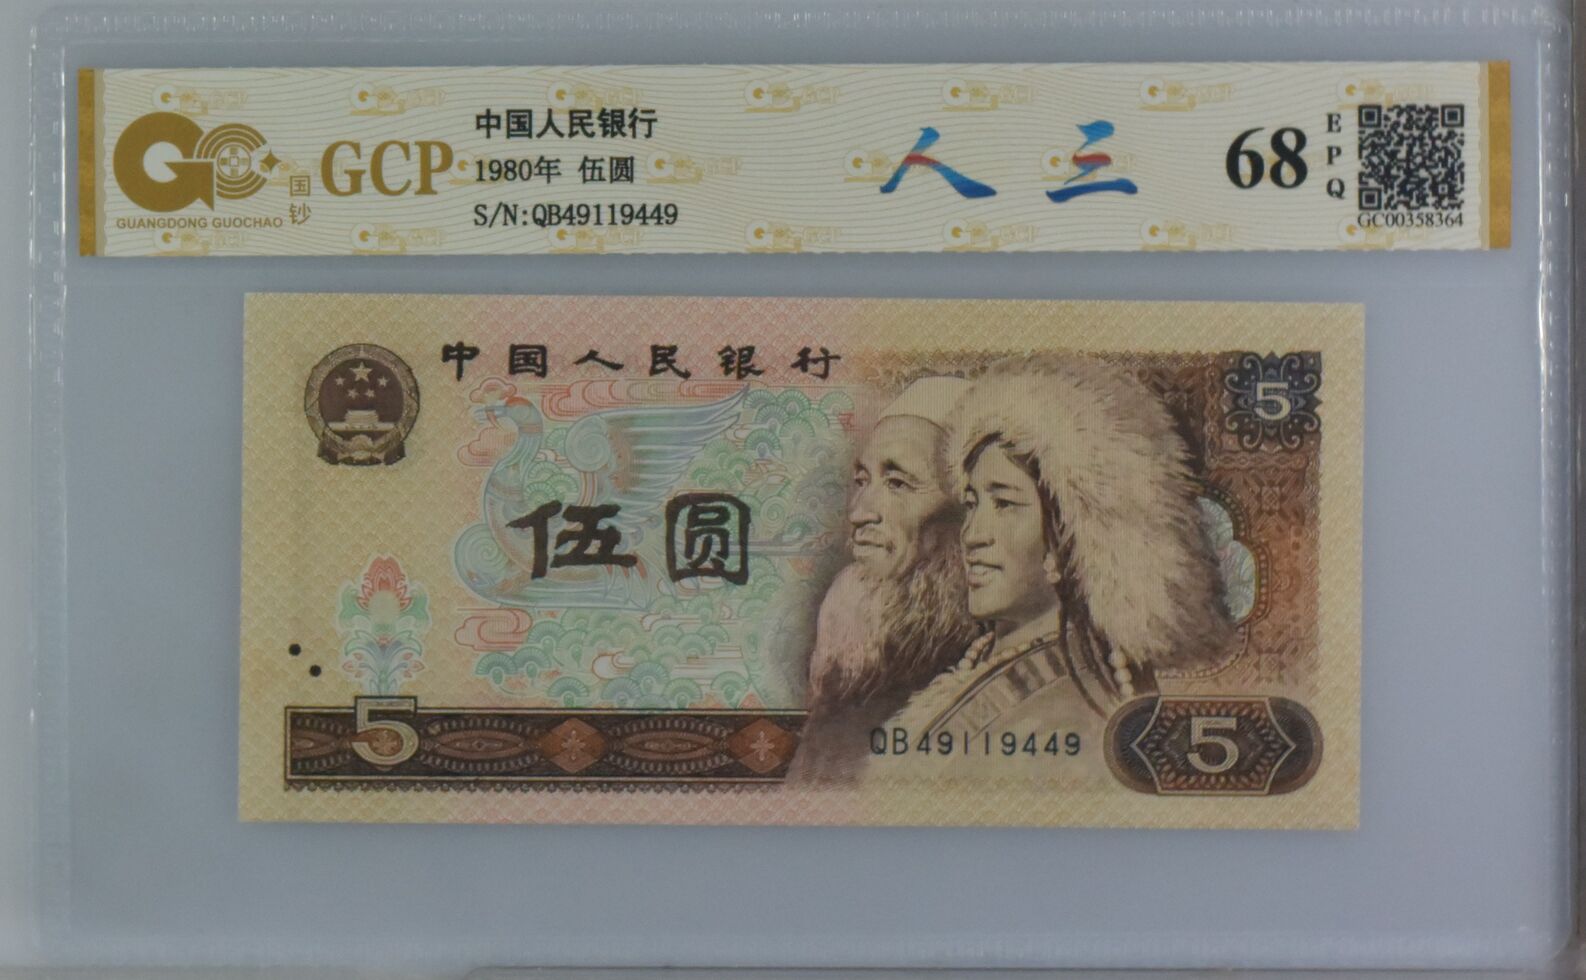 国钞
GUANGDONG GUOCHAO
GCP
中国人民银行
1980年 伍圆
S/N:QB49119449
人三
68
EPQ
GC00358364
中国人民银行
5
伍圆
5
QB49119449
5